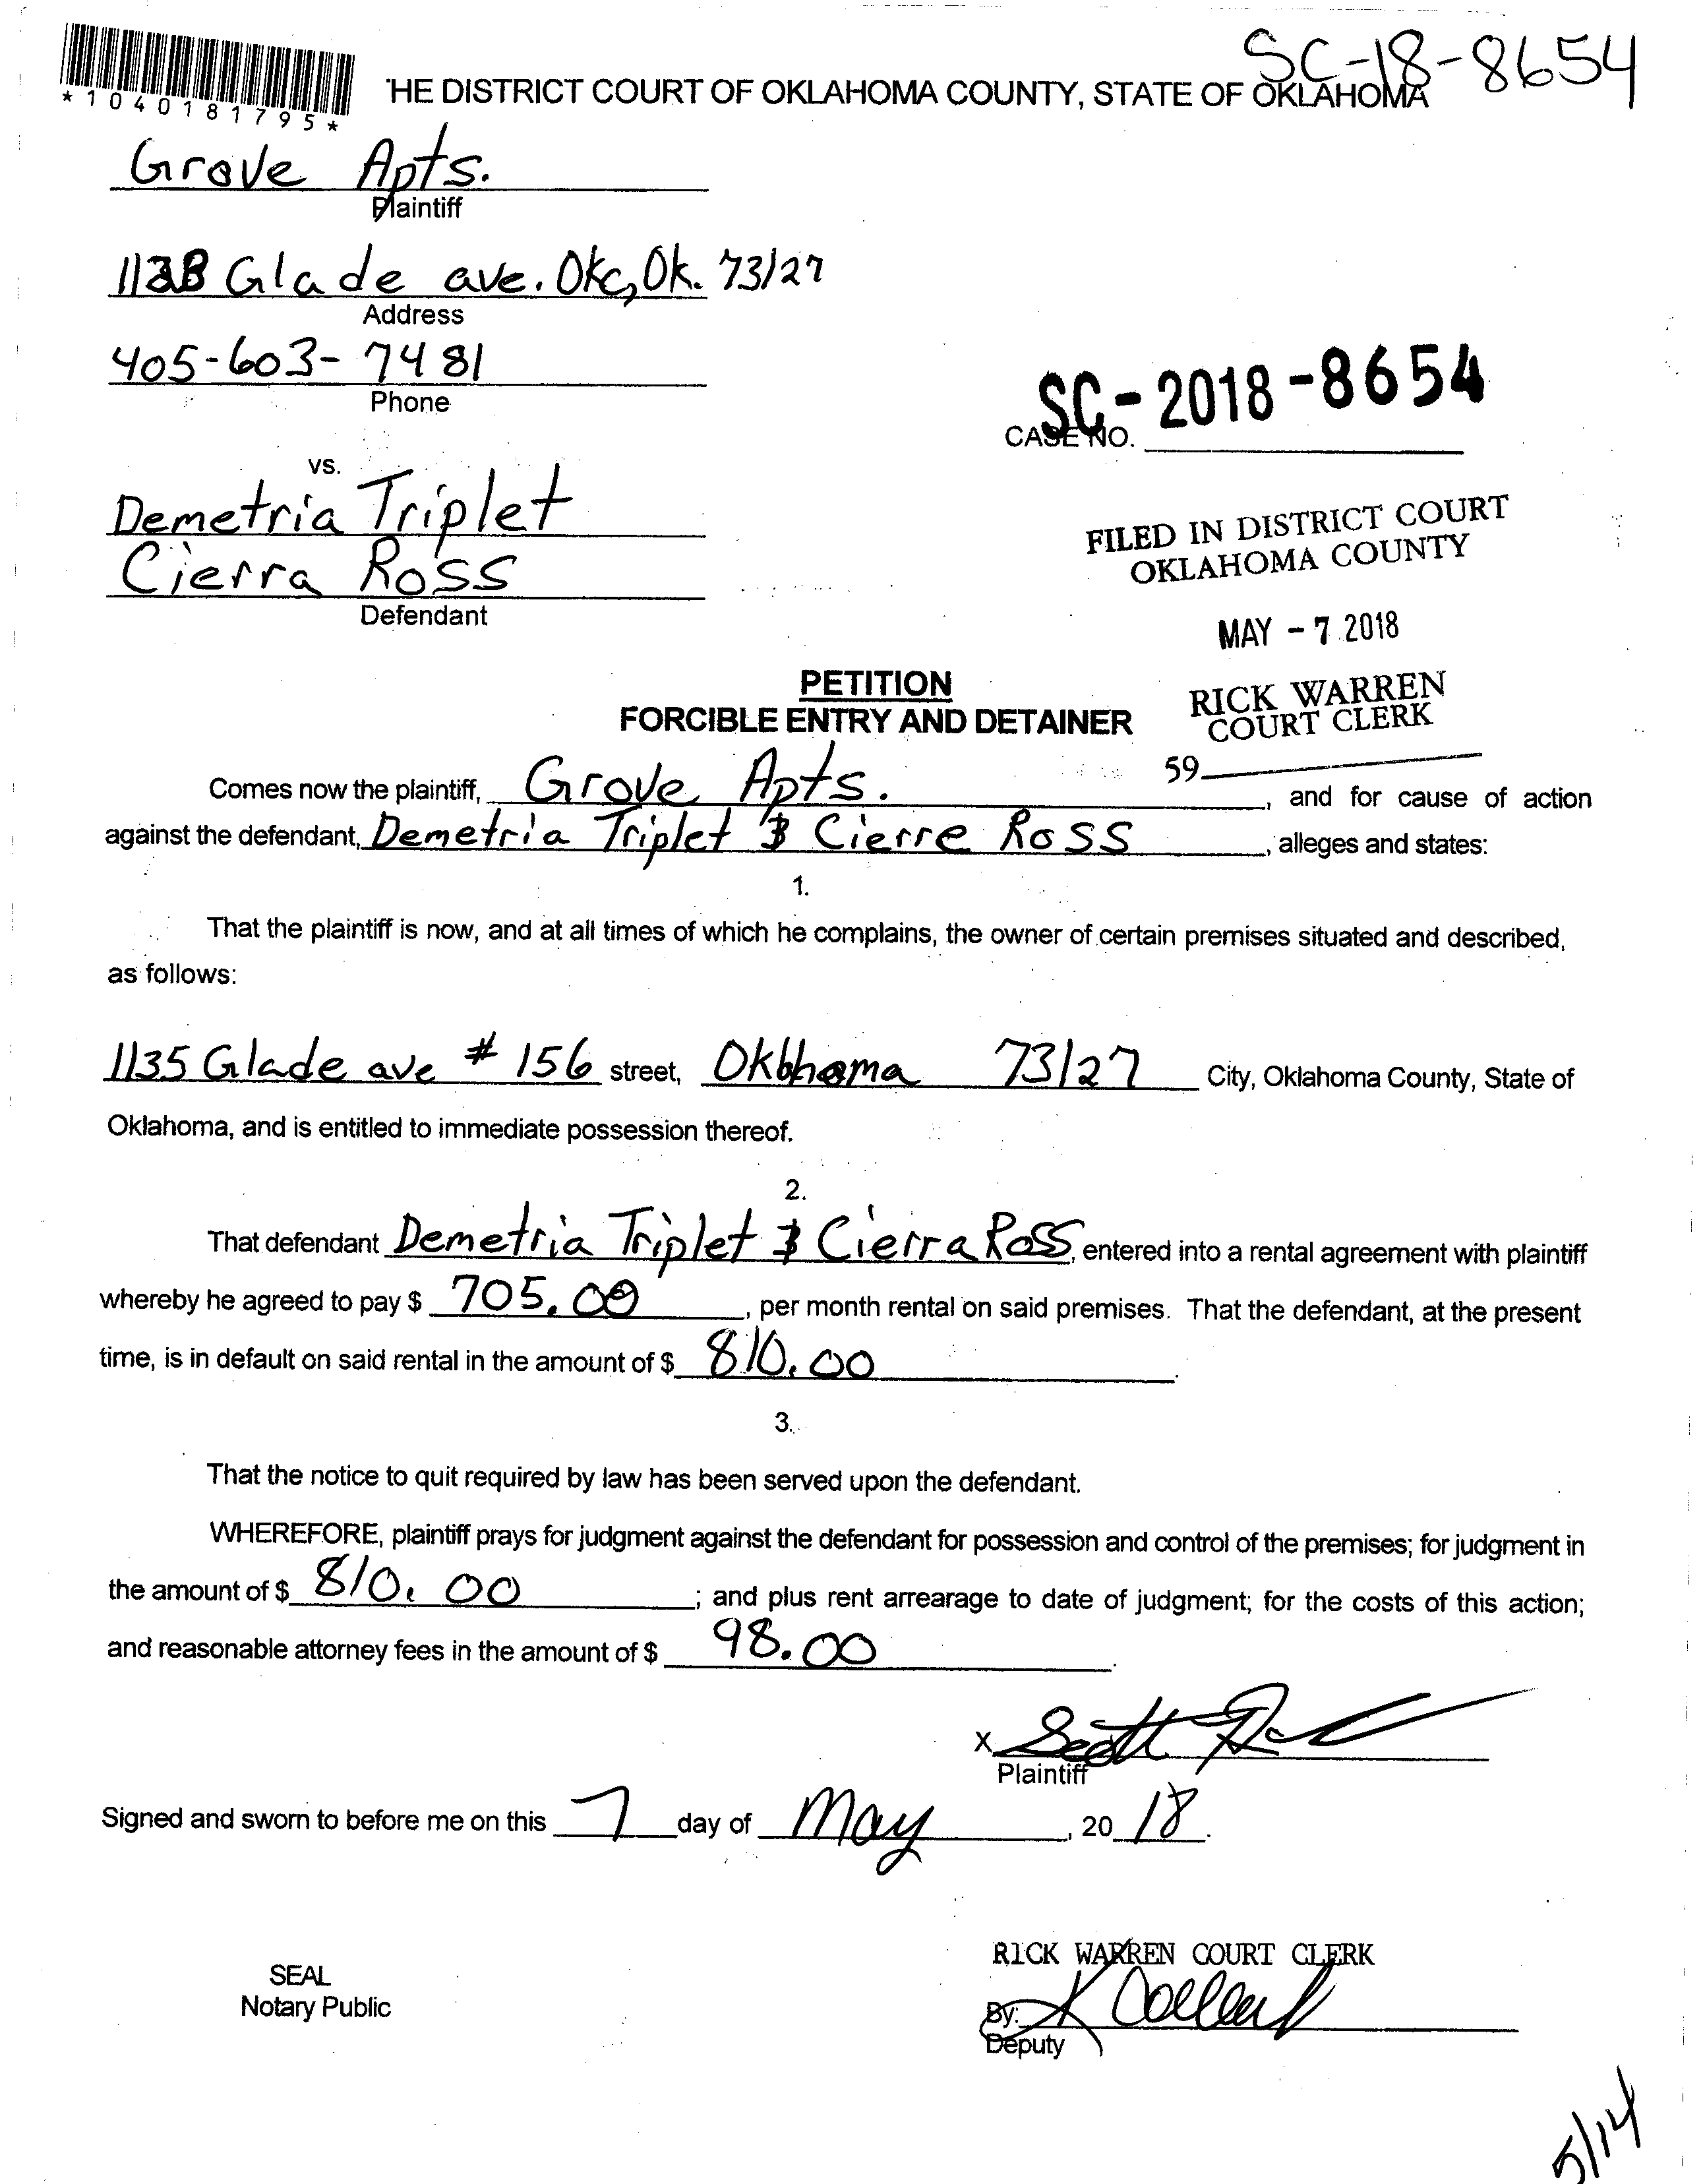 SC-18-8654
*1040181795*
'HE DISTRICT COURT OF OKLAHOMA COUNTY, STATE OF OKLAHOMA
Grove Apts.
Plaintiff
Glade ave. Okc, Ok. 73127
Address
405-603-7481
Phone
SC-2018-8654
CASE NO.
vs.
Demetria Triplet
Cierra Ross
Defendant
FILED IN DISTRICT COURT
OKLAHOMA COUNTY
MAY - 7 2018
RICK WARREN
COURT CLERK
59
PETITION
FORCIBLE ENTRY AND DETAINER
Comes now the plaintiff, Grove Apts. , and for cause of action
against the defendant, Demetria Triplet & Cierre Ross , alleges and states:
1.
That the plaintiff is now, and at all times of which he complains, the owner of certain premises situated and described,
as follows:
1135 Glade ave # 156 street, Oklahoma 73127 City, Oklahoma County, State of
Oklahoma, and is entitled to immediate possession thereof.
2.
That defendant Demetria Triplet & Cierra Ross, entered into a rental agreement with plaintiff
whereby he agreed to pay $ 705.00 , per month rental on said premises. That the defendant, at the present
time, is in default on said rental in the amount of $ 810.00 .
3.
That the notice to quit required by law has been served upon the defendant.
WHEREFORE, plaintiff prays for judgment against the defendant for possession and control of the premises; for judgment in
the amount of $ 810.00 ; and plus rent arrearage to date of judgment; for the costs of this action;
and reasonable attorney fees in the amount of $ 98.00 .
X Scott
Plaintiff
Signed and sworn to before me on this 7 day of May , 20 18.
SEAL
Notary Public
RICK WARREN COURT CLERK
By: K
Deputy
5/14